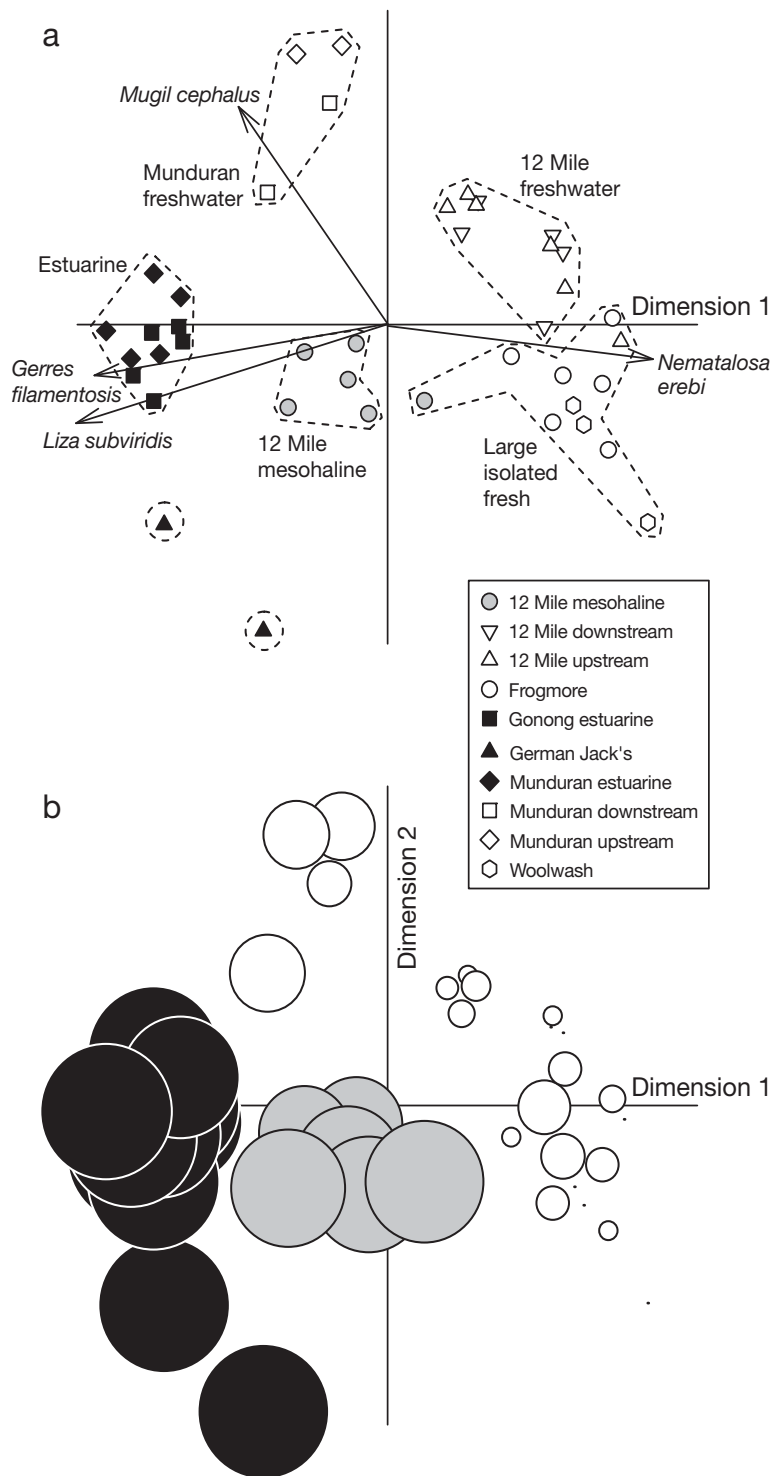 a
Mugil cephalus
Munduran
freshwater
12 Mile
freshwater
Estuarine
Dimension 1
Gerres
filamentosis
Liza subviridis
12 Mile
mesohaline
Nematalosa
erebi
Large
isolated
fresh
12 Mile mesohaline
12 Mile downstream
12 Mile upstream
Frogmore
Gonong estuarine
German Jack's
Munduran estuarine
Munduran downstream
Munduran upstream
Woolwash
b
Dimension 2
Dimension 1